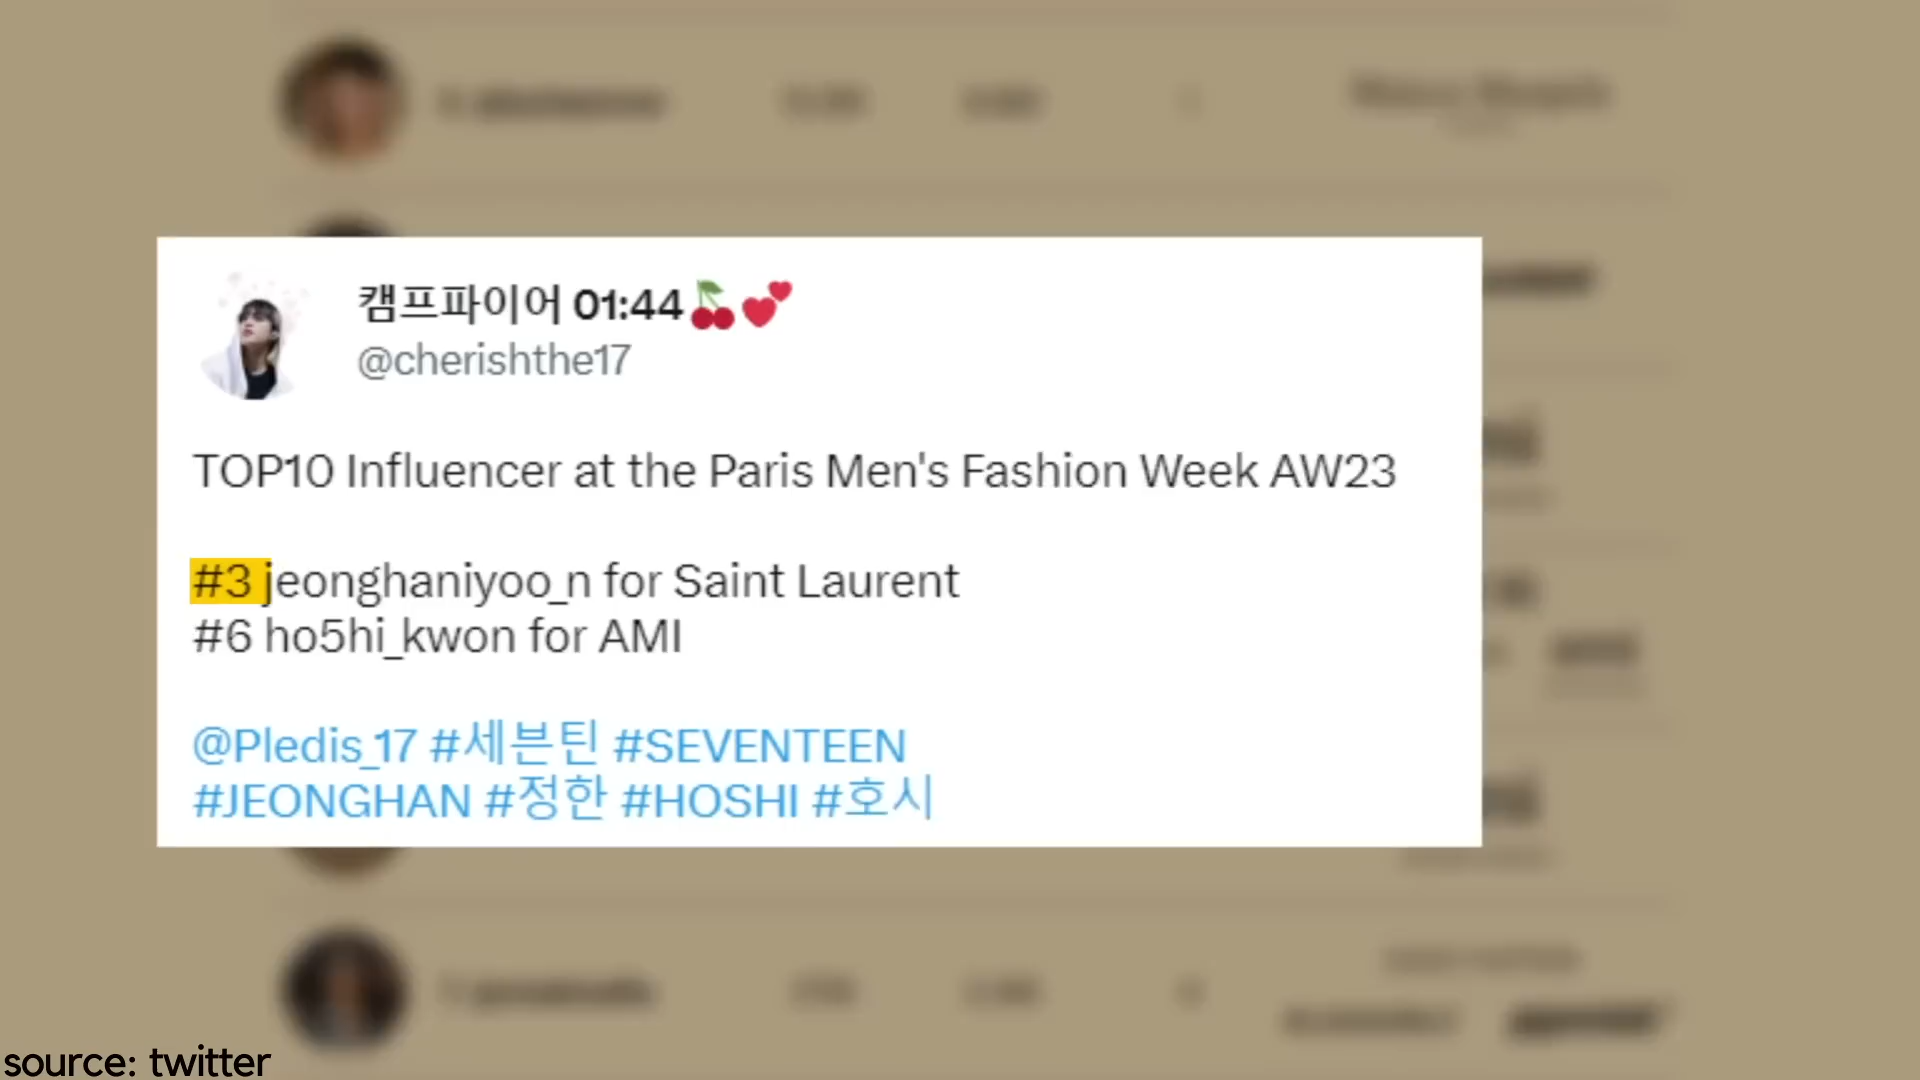 캠프파이어 01:44🍒💕
@cherishthe17
TOP10 Influencer at the Paris Men's Fashion Week AW23
#3 jeonghaniyoo_n for Saint Laurent
#6 ho5hi_kwon for AMI
@Pledis_17 #세븐틴 #SEVENTEEN
#JEONGHAN #정한 #HOSHI #호시
source: twitter